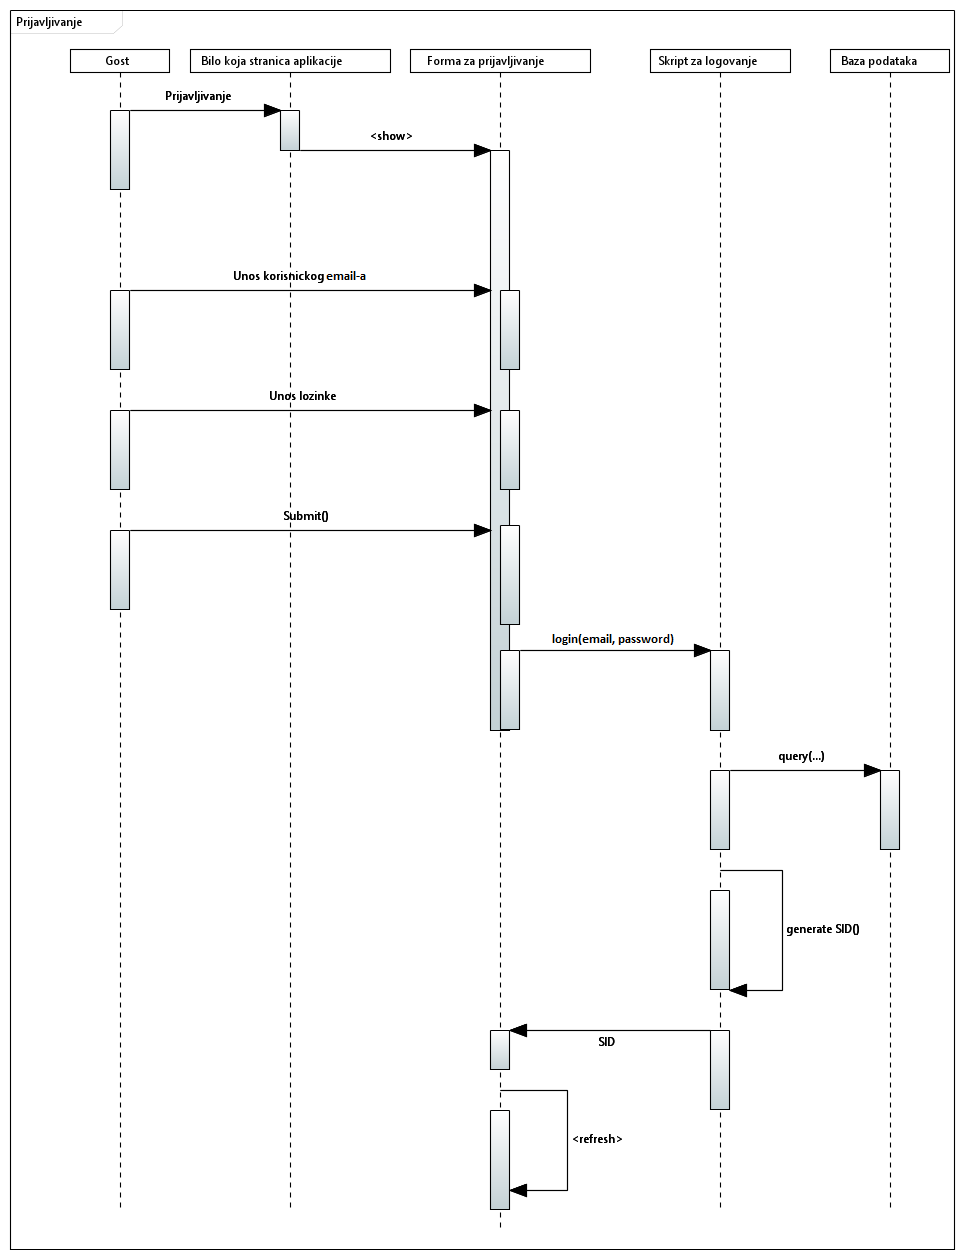 Prijavljivanje
Gost
Bilo koja stranica aplikacije
Forma za prijavljivanje
Skript za logovanje
Baza podataka
Prijavljivanje
<show>
Unos korisnickog email-a
Unos lozinke
Submit()
login(email, password)
query(...)
generate SID()
SID
<refresh>